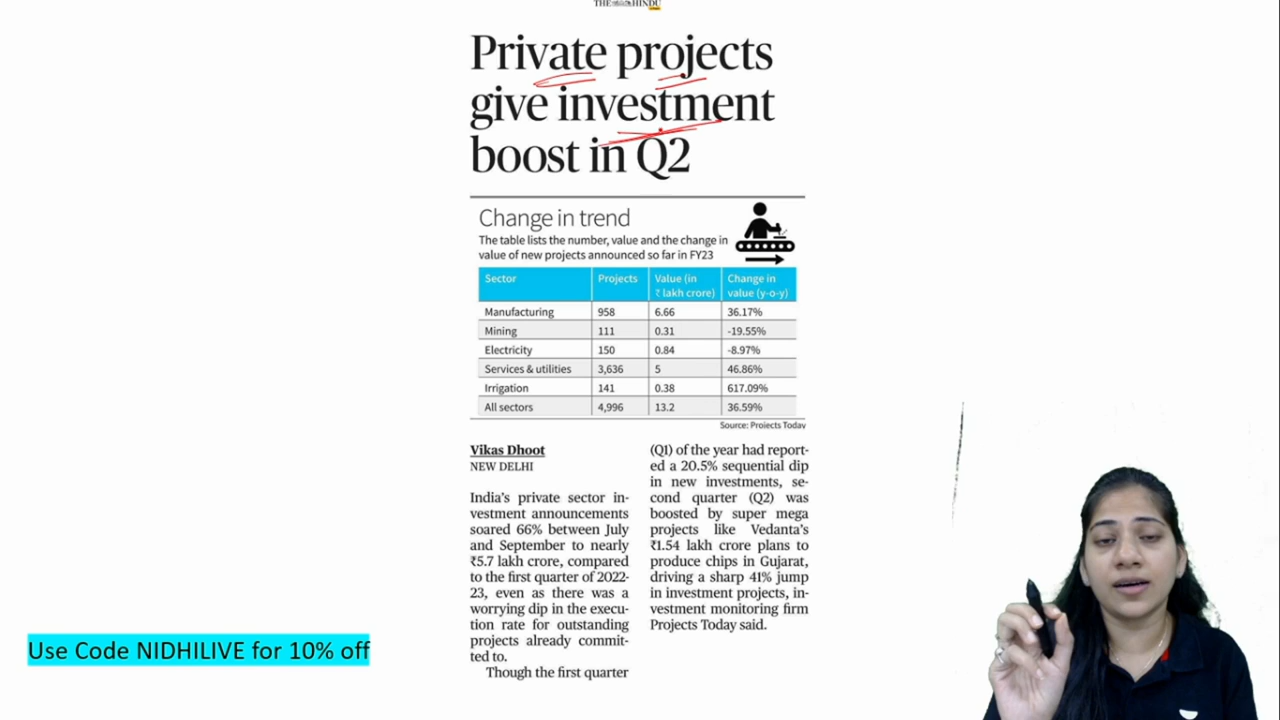 THE HINDU
Private projects
give investment
boost in Q2
Change in trend
The table lists the number, value and the change in
value of new projects announced so far in FY23
Sector Projects Value (in ₹ lakh crore) Change in value (y-o-y)
Manufacturing 958 6.66 36.17%
Mining 111 0.31 -19.55%
Electricity 150 0.84 -8.97%
Services & utilities 3,636 5 46.86%
Irrigation 141 0.38 617.09%
All sectors 4,996 13.2 36.59%
Source: Projects Today
Vikas Dhoot
NEW DELHI
India's private sector in-
vestment announcements
soared 66% between July
and September to nearly
₹5.7 lakh crore, compared
to the first quarter of 2022-
23, even as there was a
worrying dip in the execu-
tion rate for outstanding
projects already commit-
ted to.
Though the first quarter
(Q1) of the year had report-
ed a 20.5% sequential dip
in new investments, se-
cond quarter (Q2) was
boosted by super mega
projects like Vedanta's
₹1.54 lakh crore plans to
produce chips in Gujarat,
driving a sharp 41% jump
in investment projects, in-
vestment monitoring firm
Projects Today said.
Use Code NIDHILIVE for 10% off